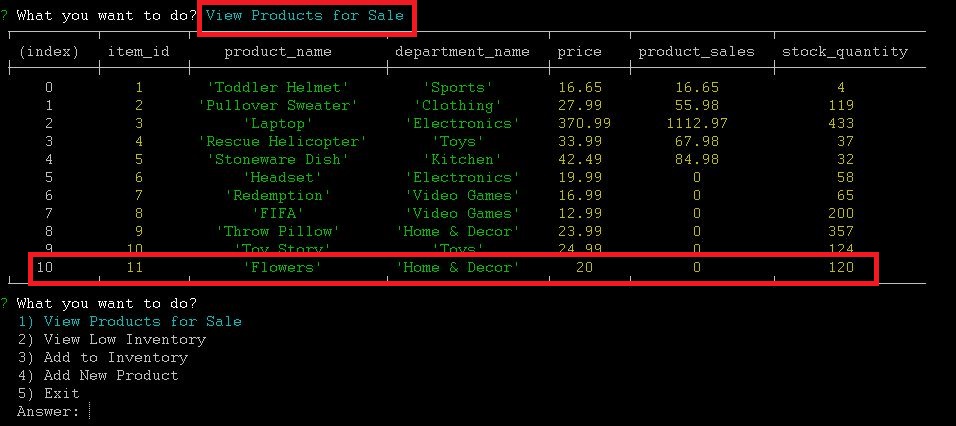 ? What you want to do? View Products for Sale
(index) item_id product_name department_name price product_sales stock_quantity
0 1 'Toddler Helmet' 'Sports' 16.65 16.65 4
1 2 'Pullover Sweater' 'Clothing' 27.99 55.98 119
2 3 'Laptop' 'Electronics' 370.99 1112.97 433
3 4 'Rescue Helicopter' 'Toys' 33.99 67.98 37
4 5 'Stoneware Dish' 'Kitchen' 42.49 84.98 32
5 6 'Headset' 'Electronics' 19.99 0 58
6 7 'Redemption' 'Video Games' 16.99 0 65
7 8 'FIFA' 'Video Games' 12.99 0 200
8 9 'Throw Pillow' 'Home & Decor' 23.99 0 357
9 10 'Toy Story' 'Toys' 24.99 0 124
10 11 'Flowers' 'Home & Decor' 20 0 120
? What you want to do?
1) View Products for Sale
2) View Low Inventory
3) Add to Inventory
4) Add New Product
5) Exit
Answer: